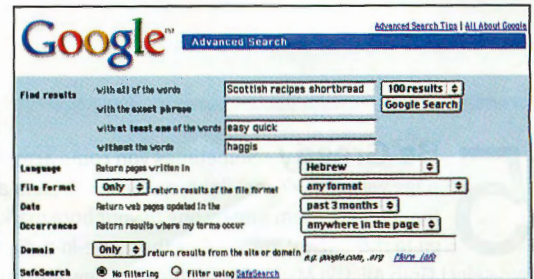 Google™ Advanced Search Advanced Search Tips | All About Google
Find results with all of the words Scottish recipes shortbread 100 results
with the exact phrase Google Search
with at least one of the words easy quick
without the words haggis
Language Return pages written in Hebrew
File Format Only return results of the file format any format
Date Return web pages updated in the past 3 months
Occurrences Return results where my terms occur anywhere in the page
Domain Only return results from the site or domain
e.g. google.com, .org More info
SafeSearch No filtering Filter using SafeSearch